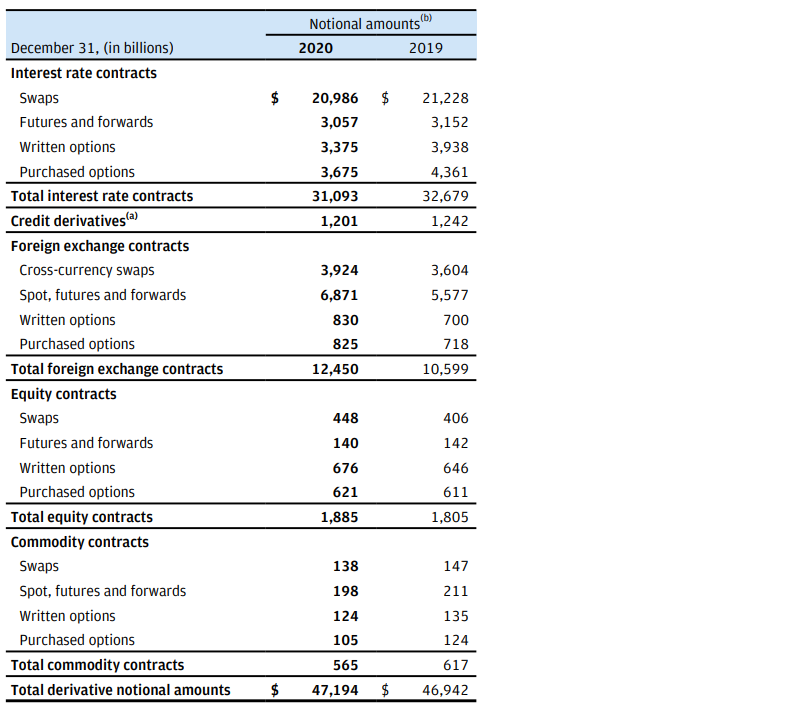 Notional amounts(b)
December 31, (in billions) 2020 2019
Interest rate contracts
Swaps $ 20,986 $ 21,228
Futures and forwards 3,057 3,152
Written options 3,375 3,938
Purchased options 3,675 4,361
Total interest rate contracts 31,093 32,679
Credit derivatives(a) 1,201 1,242
Foreign exchange contracts
Cross-currency swaps 3,924 3,604
Spot, futures and forwards 6,871 5,577
Written options 830 700
Purchased options 825 718
Total foreign exchange contracts 12,450 10,599
Equity contracts
Swaps 448 406
Futures and forwards 140 142
Written options 676 646
Purchased options 621 611
Total equity contracts 1,885 1,805
Commodity contracts
Swaps 138 147
Spot, futures and forwards 198 211
Written options 124 135
Purchased options 105 124
Total commodity contracts 565 617
Total derivative notional amounts $ 47,194 $ 46,942